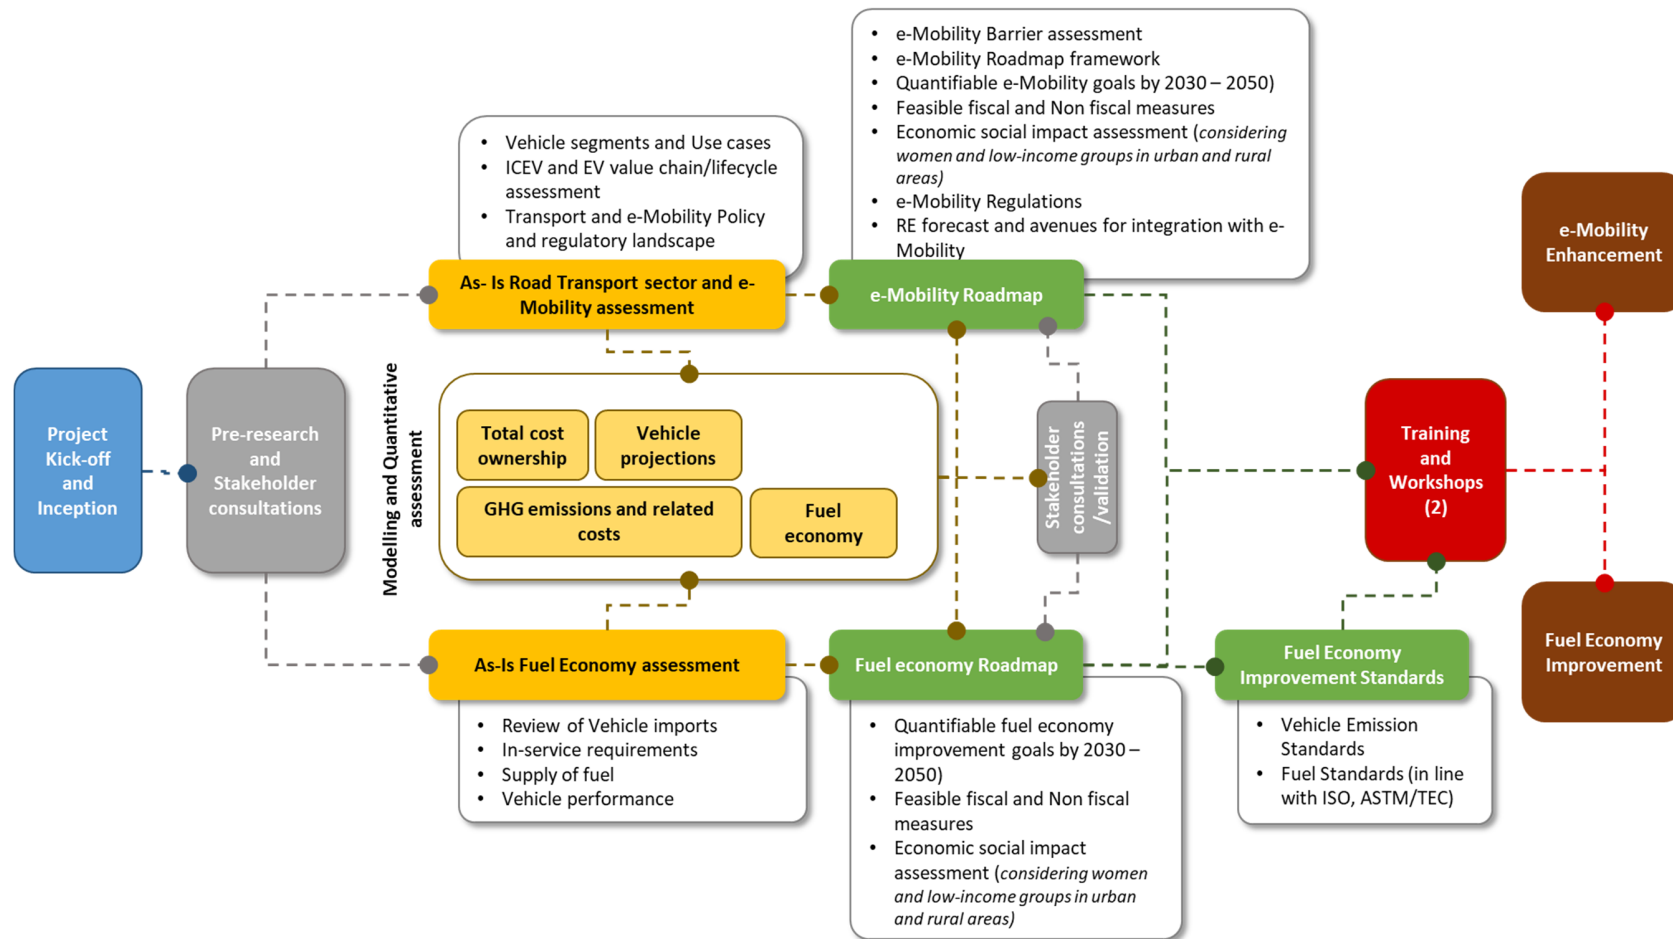 • e-Mobility Barrier assessment
• e-Mobility Roadmap framework
• Quantifiable e-Mobility goals by 2030 – 2050)
• Feasible fiscal and Non fiscal measures
• Economic social impact assessment (considering
women and low-income groups in urban and rural
areas)
• e-Mobility Regulations
• RE forecast and avenues for integration with e-
Mobility
• Vehicle segments and Use cases
• ICEV and EV value chain/lifecycle
assessment
• Transport and e-Mobility Policy
and regulatory landscape
As- Is Road Transport sector and e-
Mobility assessment
e-Mobility Roadmap
e-Mobility
Enhancement
Project
Kick-off
and
Inception
Pre-research
and
Stakeholder
consultations
Modelling and Quantitative
assessment
Total cost
ownership
Vehicle
projections
GHG emissions and related
costs
Fuel
economy
Stakeholder
consultations
/validation
Training
and
Workshops
(2)
As-Is Fuel Economy assessment
Fuel economy Roadmap
Fuel Economy
Improvement Standards
Fuel Economy
Improvement
• Review of Vehicle imports
• In-service requirements
• Supply of fuel
• Vehicle performance
• Quantifiable fuel economy
improvement goals by 2030 –
2050)
• Feasible fiscal and Non fiscal
measures
• Economic social impact
assessment (considering women
and low-income groups in urban
and rural areas)
• Vehicle Emission
Standards
• Fuel Standards (in line
with ISO, ASTM/TEC)